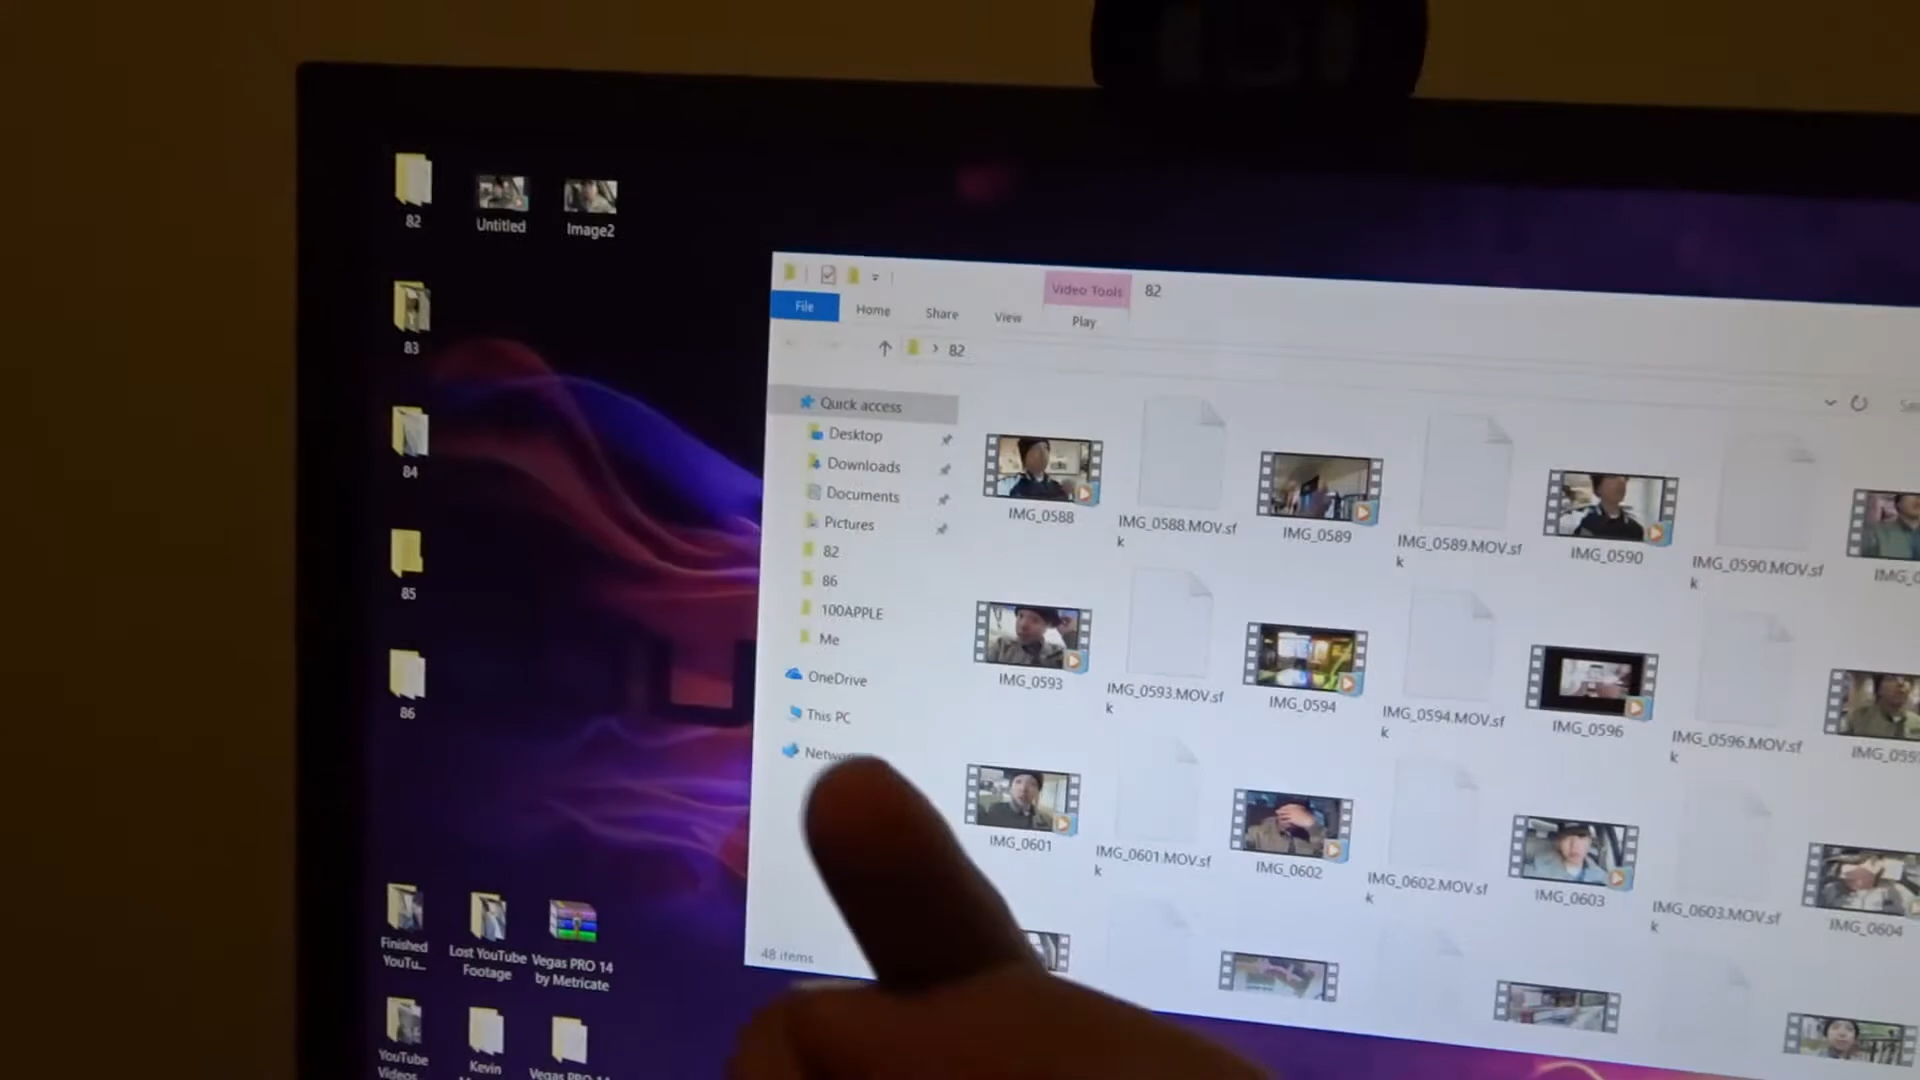 82
Untitled
Image2
83
84
85
86
Finished
YouTu...
Lost YouTube
Footage
Vegas PRO 14
by Metricate
YouTube
Videos
Kevin
Vegas PRO 14
Video Tools
82
File
Home
Share
View
Play
82
Quick access
Desktop
Downloads
Documents
Pictures
82
86
100APPLE
Me
OneDrive
This PC
48 items
IMG_0588
IMG_0588.MOV.sf
k
IMG_0589
IMG_0589.MOV.sf
k
IMG_0590
IMG_0590.MOV.sf
k
IMG_0593
IMG_0593.MOV.sf
k
IMG_0594
IMG_0594.MOV.sf
k
IMG_0596
IMG_0596.MOV.sf
k
IMG_0601
IMG_0601.MOV.sf
k
IMG_0602
IMG_0602.MOV.sf
k
IMG_0603
IMG_0603.MOV.sf
k
IMG_0604